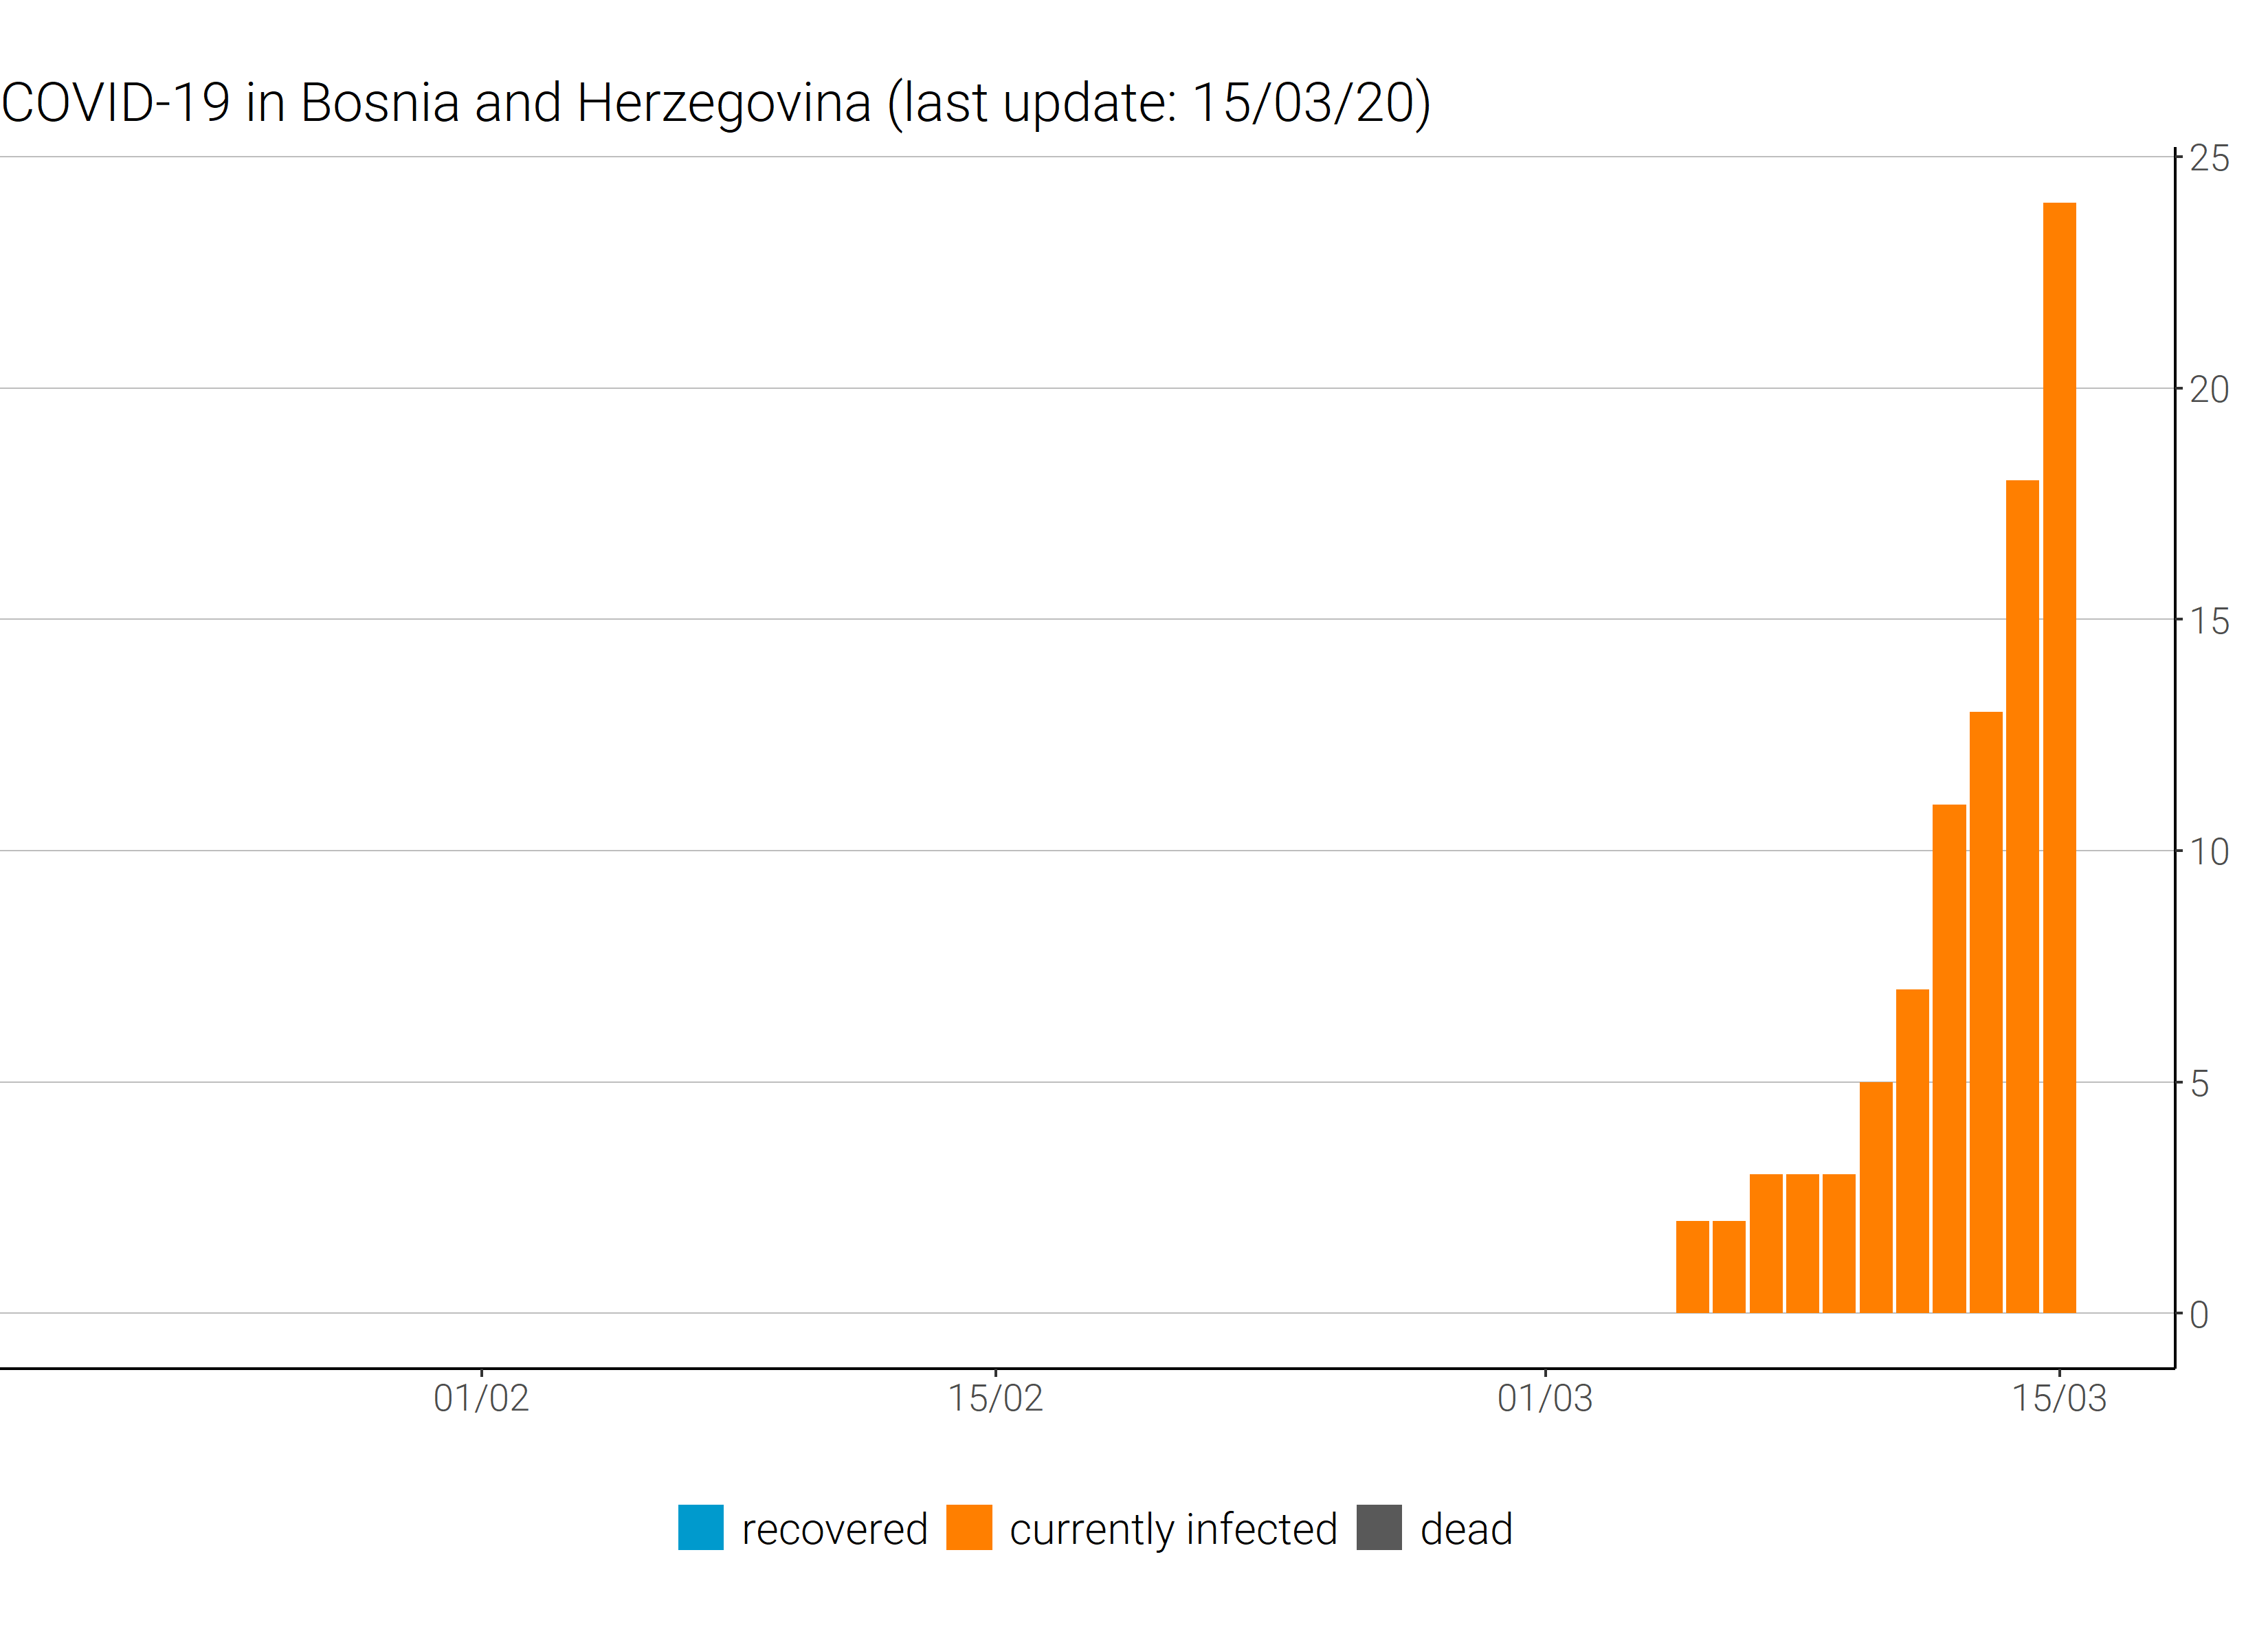 COVID-19 in Bosnia and Herzegovina (last update: 15/03/20)
25
20
15
10
5
0
01/02 15/02 01/03 15/03
recovered currently infected dead